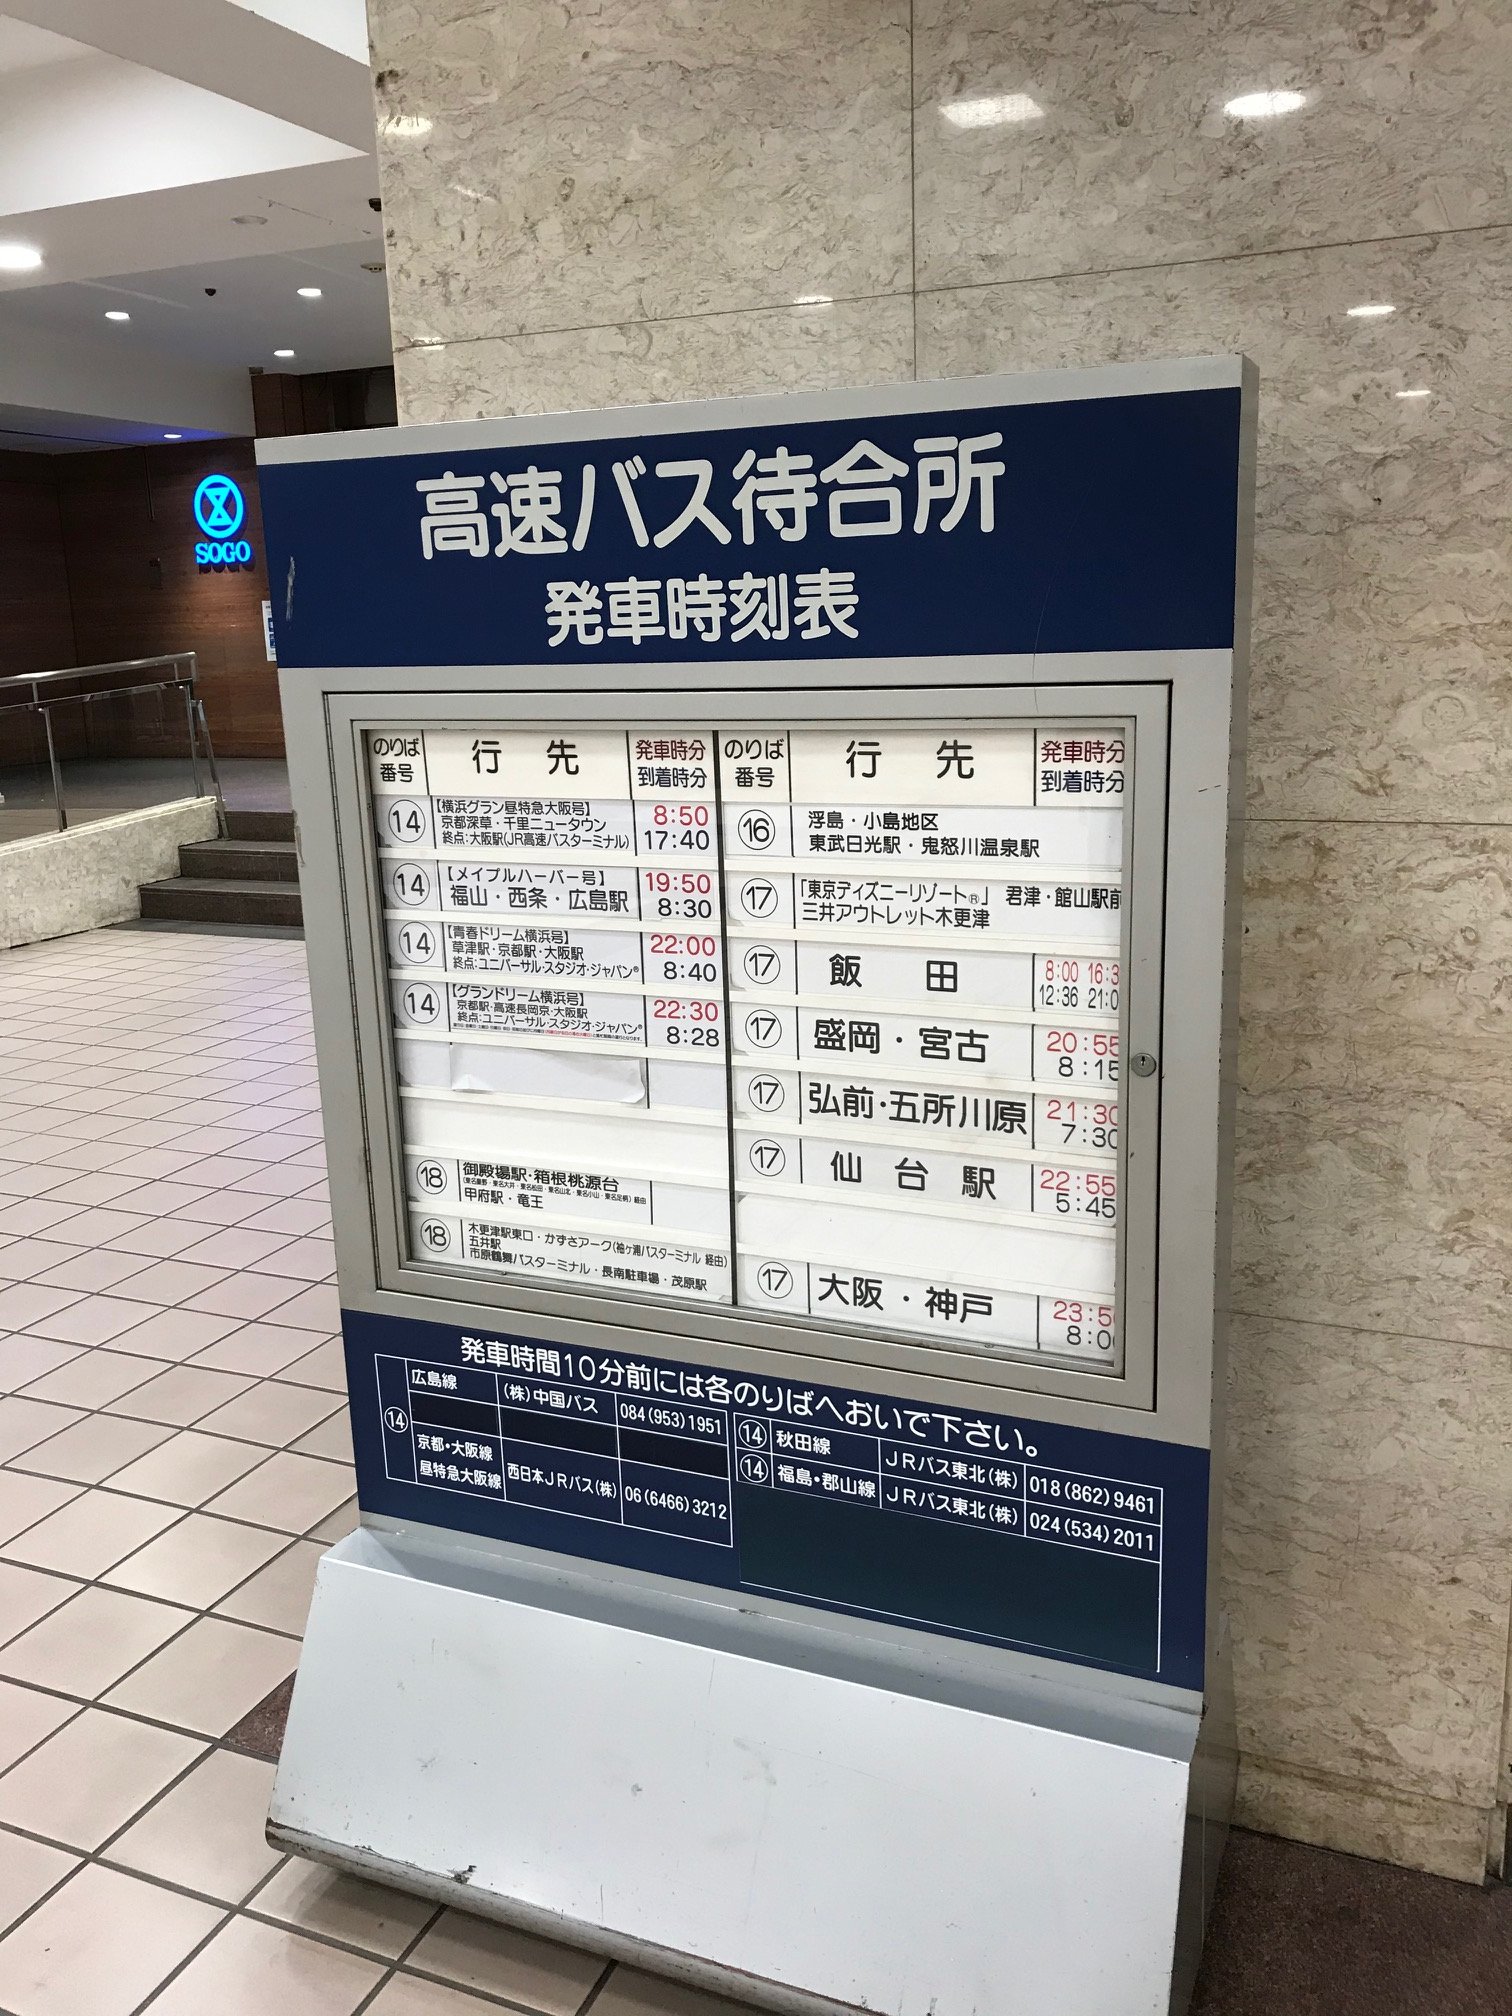 SOGO
高速バス待合所
発車時刻表
のりば番号 行先 発車時分 到着時分
⑭ 【横浜グラン昼特急大阪号】 8:50
京都深草・千里ニュータウン
終点:大阪駅(JR高速バスターミナル) 17:40
⑭ 【メイプルハーバー号】 19:50
福山・西条・広島駅 8:30
⑭ 【青春ドリーム横浜号】 22:00
草津駅・京都駅・大阪駅
終点:ユニバーサル・スタジオ・ジャパン® 8:40
⑭ 【グランドリーム横浜号】 22:30
京都駅・高速長岡京・大阪駅
終点:ユニバーサル・スタジオ・ジャパン® 8:28
⑱ 御殿場駅・箱根桃源台
甲府駅・竜王
⑱ 木更津駅東口・かずさアーク(袖ヶ浦バスターミナル 経由)
五井駅
市原鶴舞バスターミナル・長南駐車場・茂原駅
のりば番号 行先 発車時分 到着時分
⑯ 浮島・小島地区
東武日光駅・鬼怒川温泉駅
⑰ 「東京ディズニーリゾート®」 君津・館山駅前
三井アウトレット木更津
⑰ 飯田 8:00 16:3
12:36 21:0
⑰ 盛岡・宮古 20:55
8:15
⑰ 弘前・五所川原 21:30
7:30
⑰ 仙台駅 22:55
5:45
⑰ 大阪・神戸 23:5
8:0
発車時間10分前には各のりばへおいで下さい。
⑭ 広島線 (株)中国バス 084(953)1951
京都・大阪線
昼特急大阪線 西日本JRバス(株) 06(6466)3212
⑭ 秋田線 JRバス東北(株) 018(862)9461
⑭ 福島・郡山線 JRバス東北(株) 024(534)2011